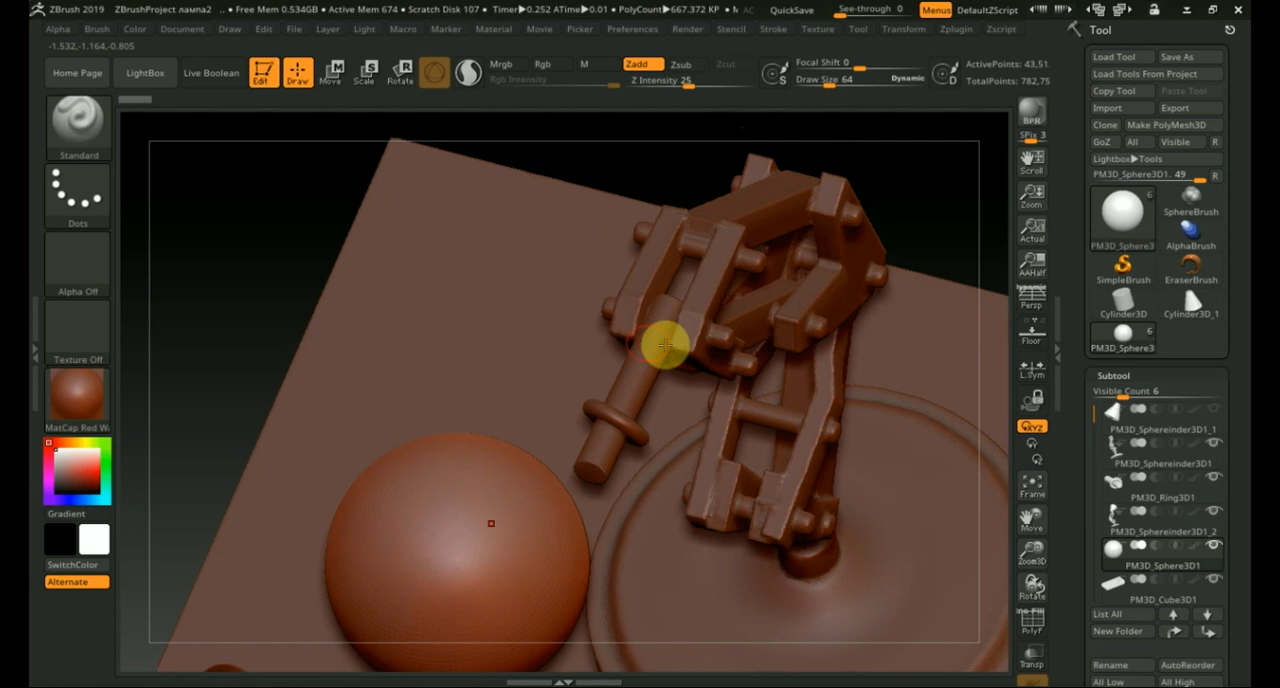 ZBrush 2019 ZBrushProject лампа2 .. • Free Mem 0.534GB • Active Mem 674 • Scratch Disk 107 • Timer▶0.252 ATime▶0.01 • PolyCount▶667.372 KP • M AC QuickSave See-through 0 Menus DefaultZScript
Alpha Brush Color Document Draw Edit File Layer Light Macro Marker Material Movie Picker Preferences Render Stencil Stroke Texture Tool Transform Zplugin Zscript
-1.532,-1.164,-0.805
Home Page LightBox Live Boolean Edit Draw Move Scale Rotate
Mrgb Rgb M Zadd Zsub Zcut
Rgb Intensity Z Intensity 25
Focal Shift 0
Draw Size 64 Dynamic
ActivePoints: 43,51
TotalPoints: 782,75
Standard
Dots
Alpha Off
Texture Off
MatCap Red W
Gradient
SwitchColor
Alternate
BPR
SPix 3
Scroll
Zoom
Actual
AAHalf
Dynamic
Persp
Floor
L.Sym
XYZ
Frame
Move
Zoom3D
Rotate
Line Fill
PolyF
Transp
Tool
Load Tool Save As
Load Tools From Project
Copy Tool Paste Tool
Import Export
Clone Make PolyMesh3D
GoZ All Visible R
Lightbox▶Tools
PM3D_Sphere3D1. 49 R
6
PM3D_Sphere3 SphereBrush
AlphaBrush
SimpleBrush EraserBrush
Cylinder3D Cylinder3D_1
6
PM3D_Sphere3
Subtool
Visible Count 6
PM3D_Sphereinder3D1_1
PM3D_Sphereinder3D1
PM3D_Ring3D1
PM3D_Sphereinder3D1_2
PM3D_Sphere3D1
PM3D_Cube3D1
List All
New Folder
Rename AutoReorder
All Low All High